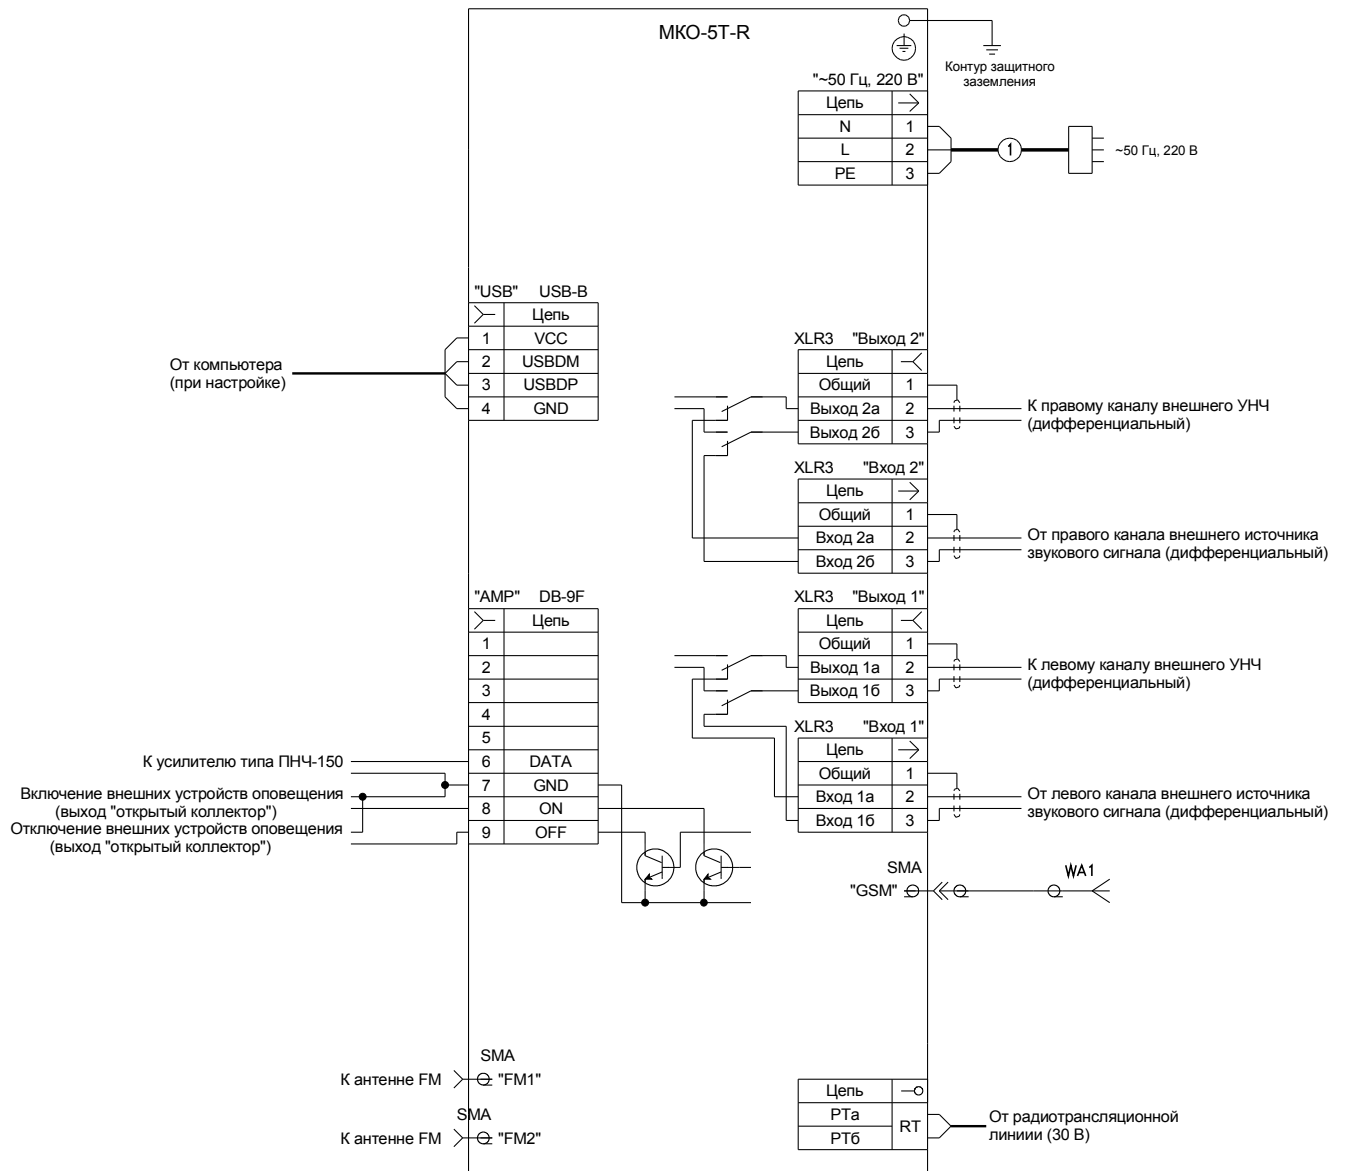 МКО-5Т-R
Контур защитного
заземления
"~50 Гц, 220 В"
Цепь
N 1
L 2
PE 3
1
~50 Гц, 220 В
"USB" USB-B
Цепь
1 VCC
2 USBDM
3 USBDP
4 GND
От компьютера
(при настройке)
XLR3 "Выход 2"
Цепь
Общий 1
Выход 2а 2
Выход 2б 3
К правому каналу внешнего УНЧ
(дифференциальный)
XLR3 "Вход 2"
Цепь
Общий 1
Вход 2а 2
Вход 2б 3
От правого канала внешнего источника
звукового сигнала (дифференциальный)
"AMP" DB-9F
Цепь
1
2
3
4
5
6 DATA
7 GND
8 ON
9 OFF
К усилителю типа ПНЧ-150
Включение внешних устройств оповещения
(выход "открытый коллектор")
Отключение внешних устройств оповещения
(выход "открытый коллектор")
XLR3 "Выход 1"
Цепь
Общий 1
Выход 1а 2
Выход 1б 3
К левому каналу внешнего УНЧ
(дифференциальный)
XLR3 "Вход 1"
Цепь
Общий 1
Вход 1а 2
Вход 1б 3
От левого канала внешнего источника
звукового сигнала (дифференциальный)
SMA
"GSM"
WA1
SMA
К антенне FM "FM1"
SMA
К антенне FM "FM2"
Цепь
РТа
РТб
RT
От радиотрансляционной
линиии (30 В)